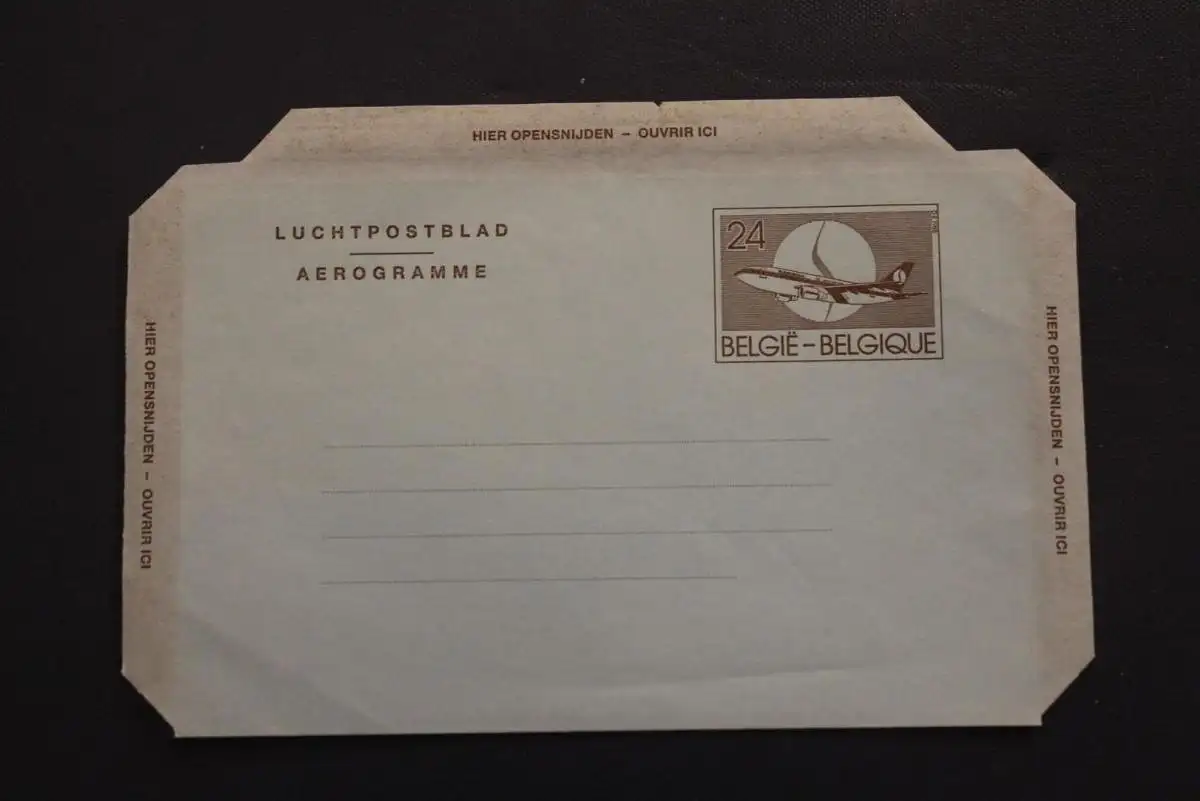 HIER OPENSNIJDEN – OUVRIR ICI
LUCHTPOSTBLAD
AEROGRAMME
24
BELGIË–BELGIQUE
HIER OPENSNIJDEN – OUVRIR ICI
HIER OPENSNIJDEN – OUVRIR ICI